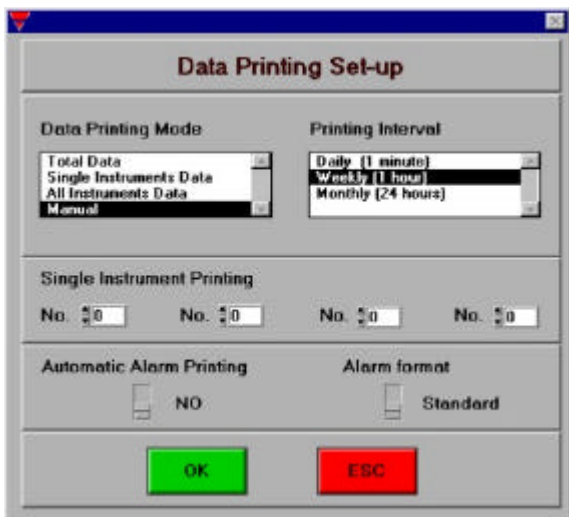 Data Printing Set-up
Data Printing Mode
Total Data
Single Instruments Data
All Instruments Data
Manual
Printing Interval
Daily (1 minute)
Weekly (1 hour)
Monthly (24 hours)
Single Instrument Printing
No. 0 No. 0 No. 0 No. 0
Automatic Alarm Printing
NO
Alarm format
Standard
OK
ESC